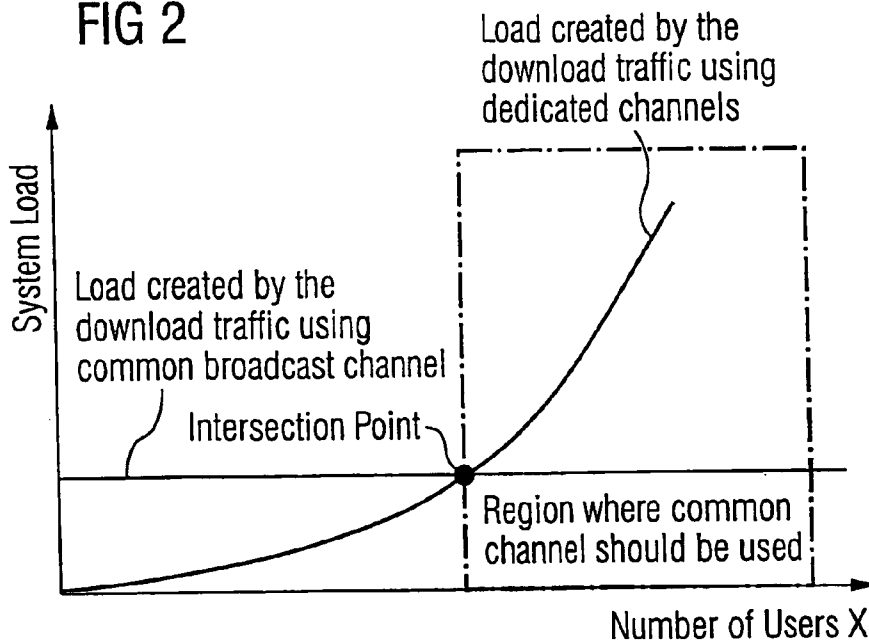 FIG 2
Load created by the
download traffic using
dedicated channels
System Load
Load created by the
download traffic using
common broadcast channel
Intersection Point
Region where common
channel should be used
Number of Users X